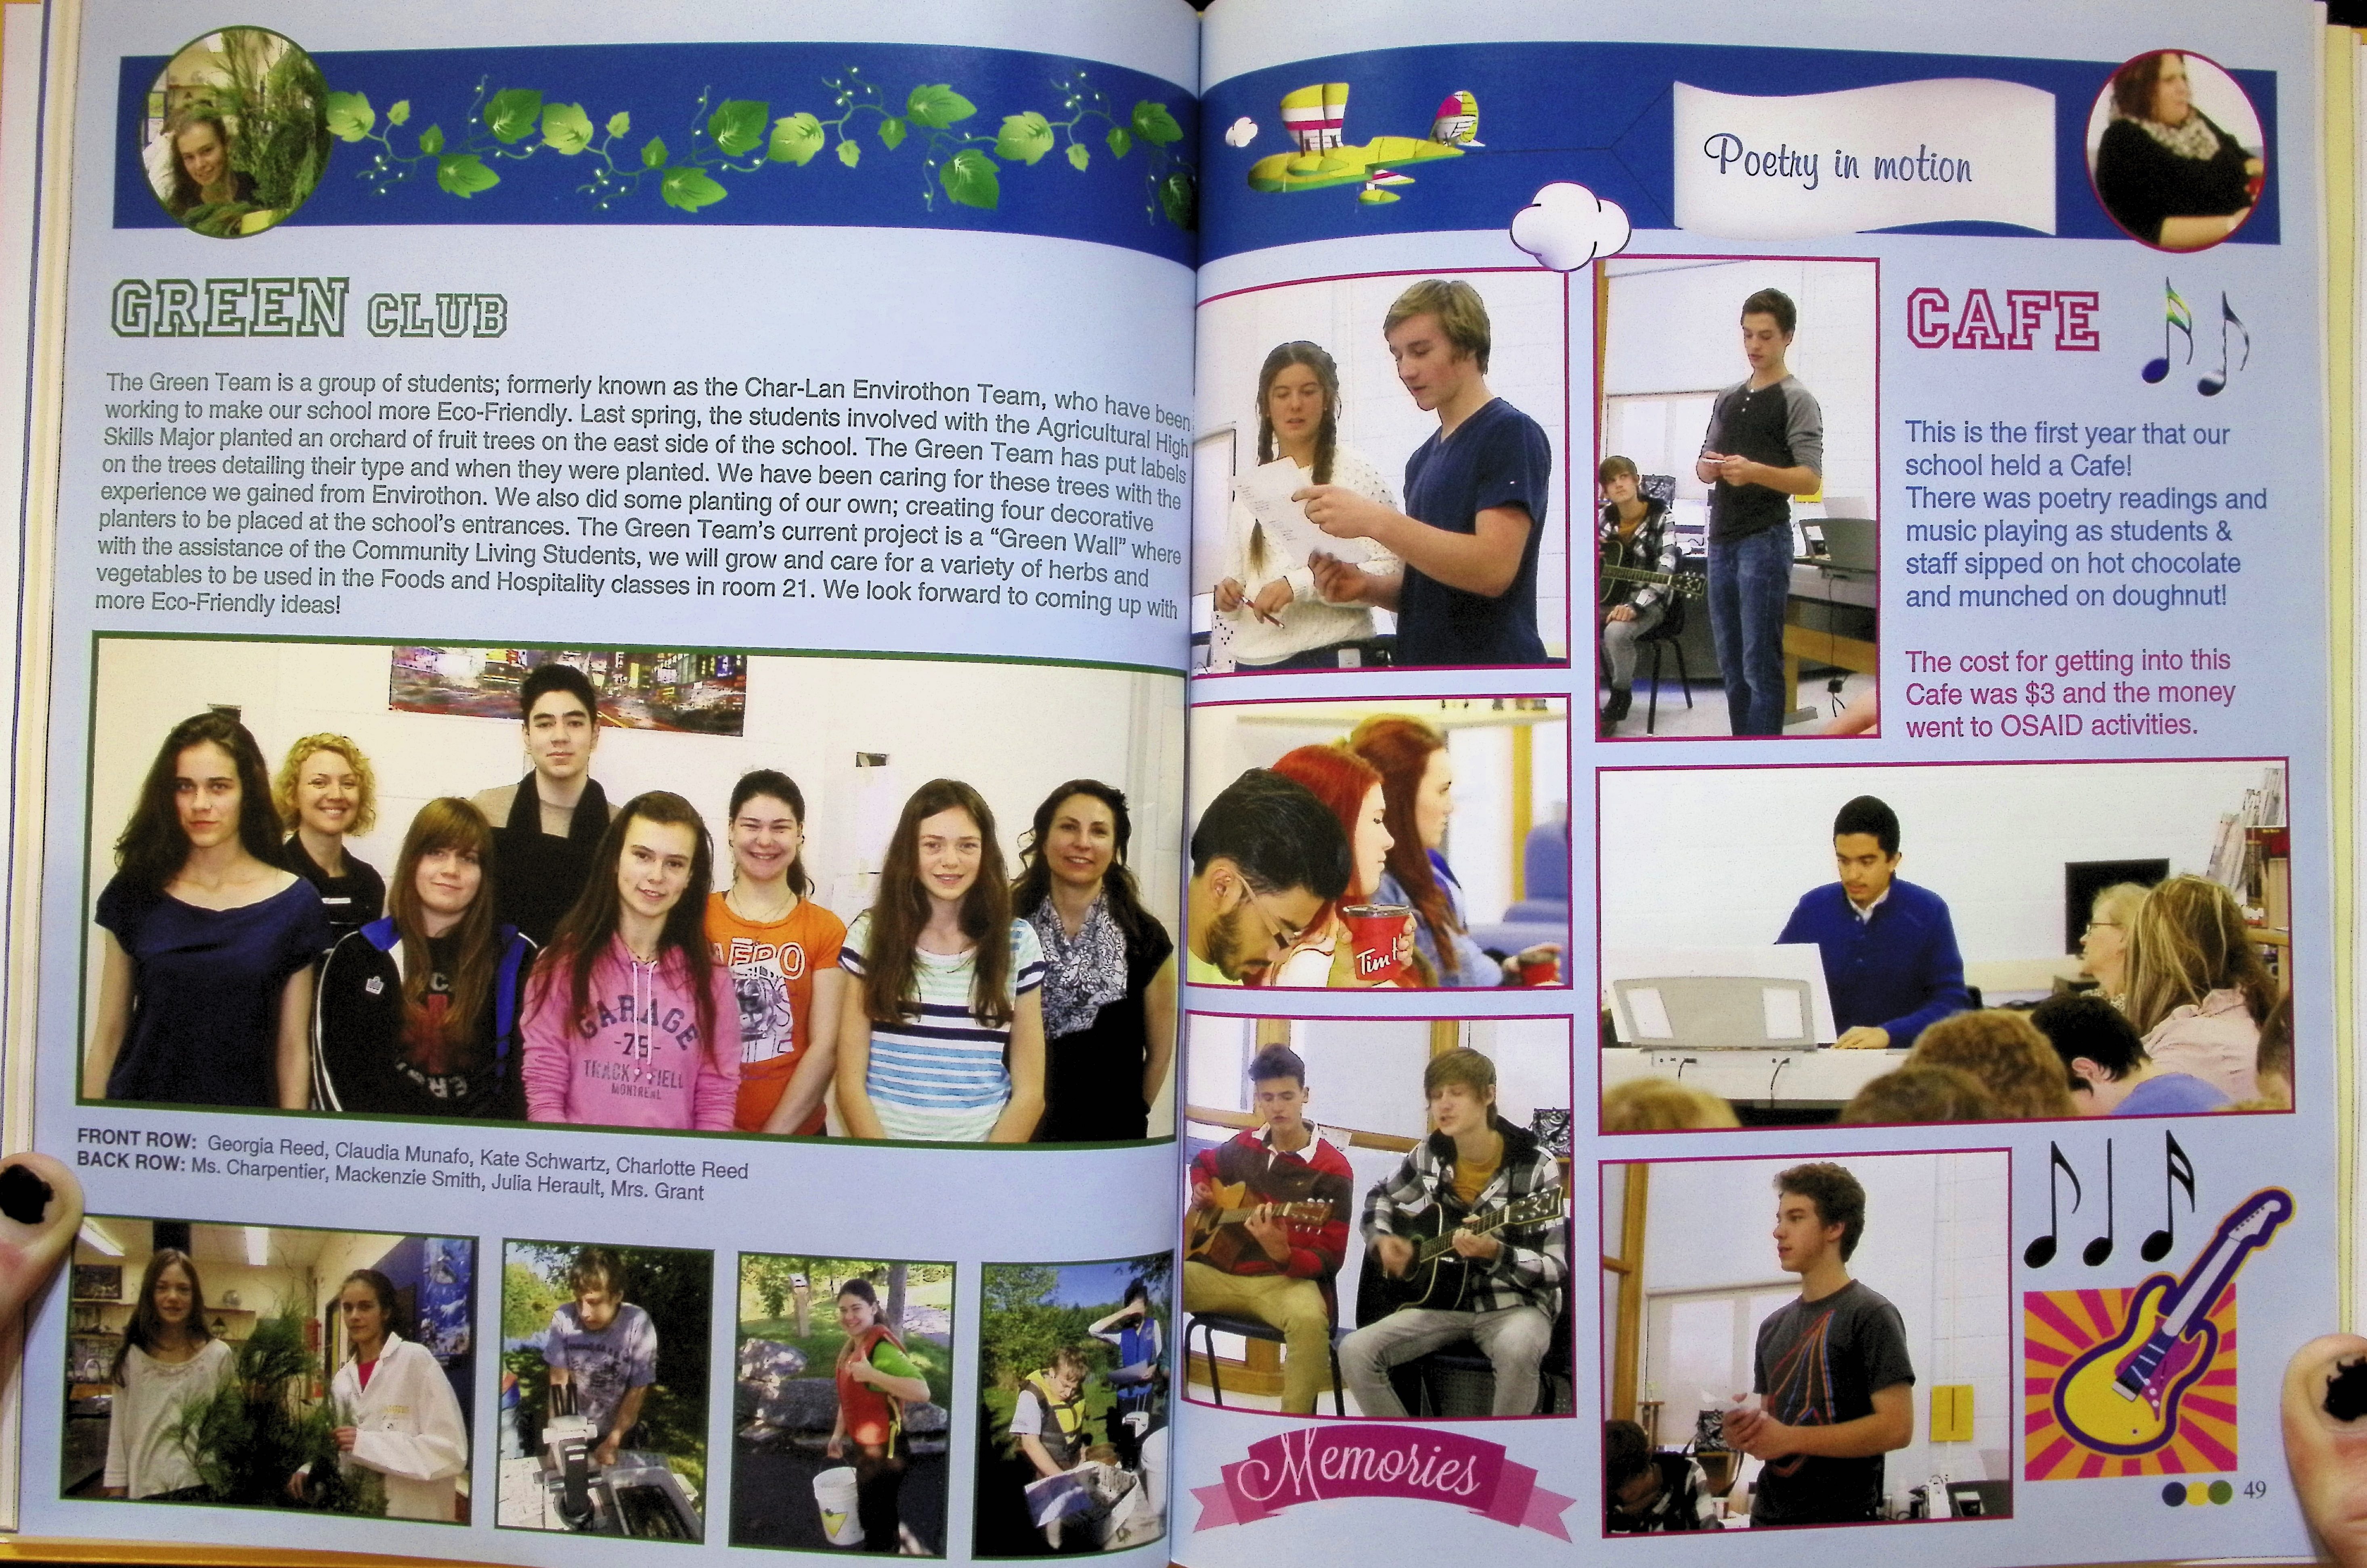 GREEN CLUB
The Green Team is a group of students; formerly known as the Char-Lan Envirothon Team, who have been
working to make our school more Eco-Friendly. Last spring, the students involved with the Agricultural High
Skills Major planted an orchard of fruit trees on the east side of the school. The Green Team has put labels
on the trees detailing their type and when they were planted. We have been caring for these trees with the
experience we gained from Envirothon. We also did some planting of our own; creating four decorative
planters to be placed at the school's entrances. The Green Team's current project is a "Green Wall" where
with the assistance of the Community Living Students, we will grow and care for a variety of herbs and
vegetables to be used in the Foods and Hospitality classes in room 21. We look forward to coming up with
more Eco-Friendly ideas!
AERO
GARAGE
-75-
TRACK FIELD
MONTREAL
FRONT ROW: Georgia Reed, Claudia Munafo, Kate Schwartz, Charlotte Reed
BACK ROW: Ms. Charpentier, Mackenzie Smith, Julia Herault, Mrs. Grant
Poetry in motion
CAFE
This is the first year that our
school held a Cafe!
There was poetry readings and
music playing as students &
staff sipped on hot chocolate
and munched on doughnut!
The cost for getting into this
Cafe was $3 and the money
went to OSAID activities.
Tim H
Memories
49